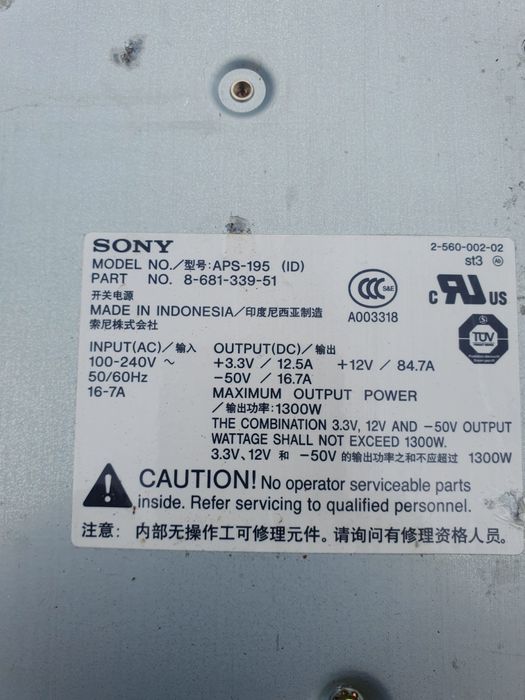 SONY
2-560-002-02
MODEL NO./型号:APS-195 (ID)
st3 Ab
PART NO. 8-681-339-51
开关电源
MADE IN INDONESIA/印度尼西亚制造
索尼株式会社
CCC S&E
A003318
c RU US
TÜV
INPUT(AC)/输入
100-240V ~
50/60Hz
16-7A
OUTPUT(DC)/输出
+3.3V / 12.5A +12V / 84.7A
-50V / 16.7A
MAXIMUM OUTPUT POWER
/输出功率:1300W
THE COMBINATION 3.3V, 12V AND -50V OUTPUT
WATTAGE SHALL NOT EXCEED 1300W.
3.3V、12V 和 -50V 的输出功率之和不应超过 1300W
CAUTION! No operator serviceable parts
inside. Refer servicing to qualified personnel.
注意: 内部无操作工可修理元件。请询问有修理资格人员。